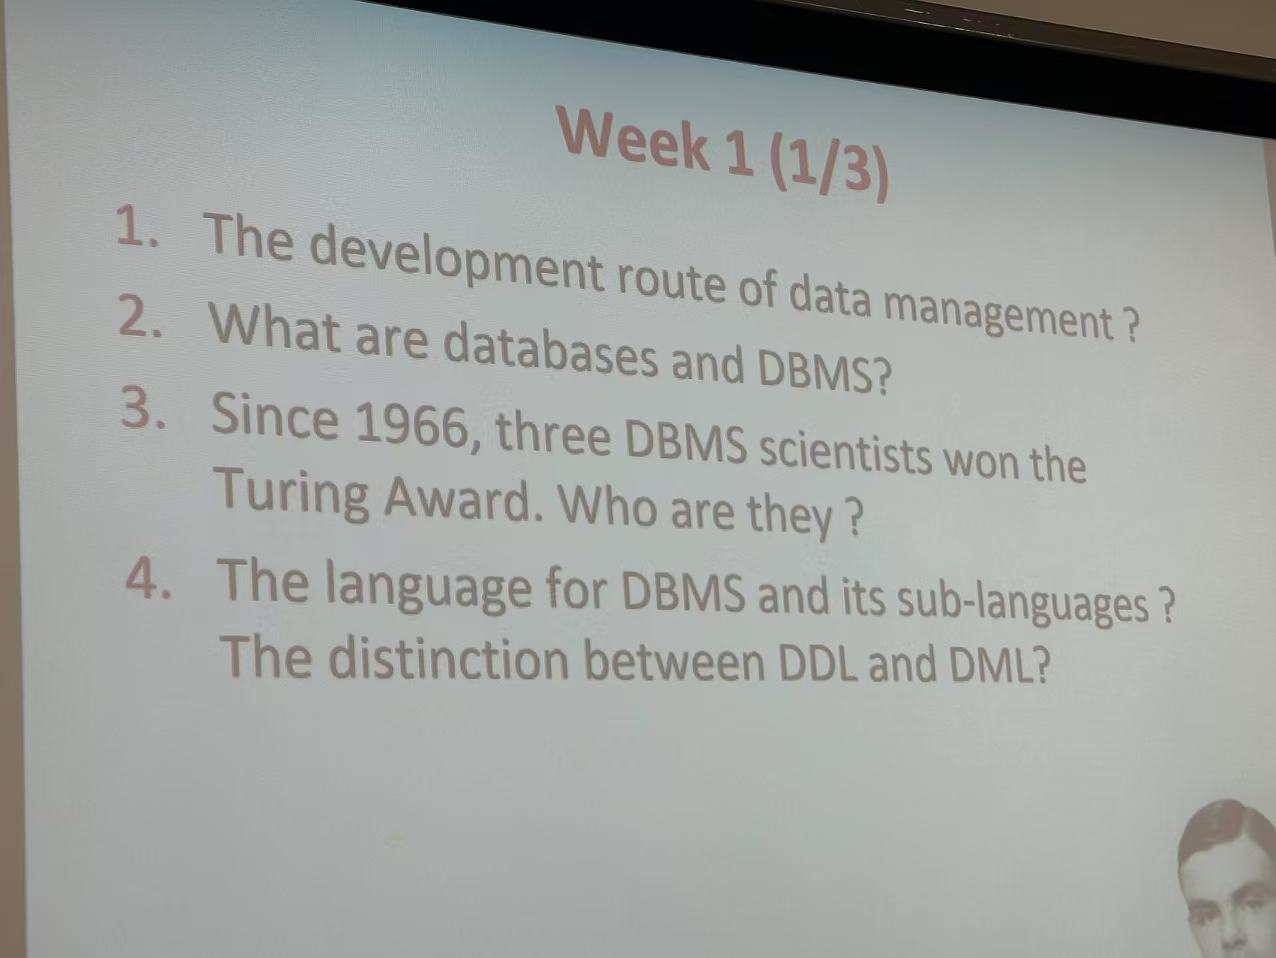 Week 1 (1/3)
1. The development route of data management ?
2. What are databases and DBMS?
3. Since 1966, three DBMS scientists won the
Turing Award. Who are they ?
4. The language for DBMS and its sub-languages ?
The distinction between DDL and DML?